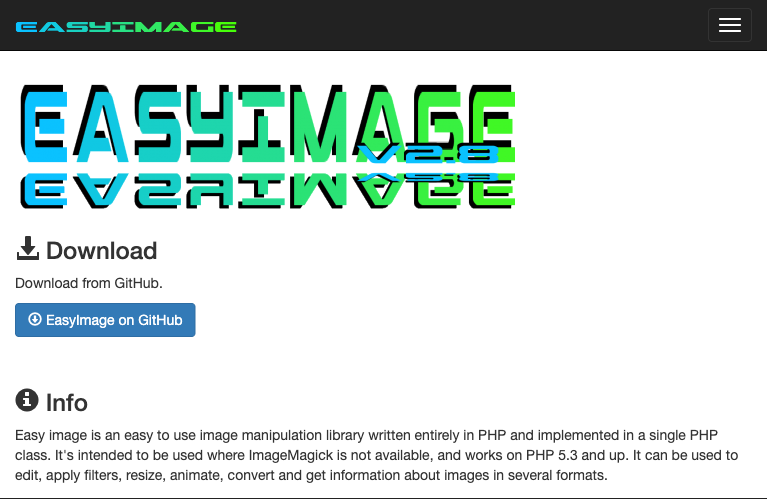 EASYIMAGE
EASYIMAGE
V2.8
Download
Download from GitHub.
EasyImage on GitHub
Info
Easy image is an easy to use image manipulation library written entirely in PHP and implemented in a single PHP
class. It's intended to be used where ImageMagick is not available, and works on PHP 5.3 and up. It can be used to
edit, apply filters, resize, animate, convert and get information about images in several formats.